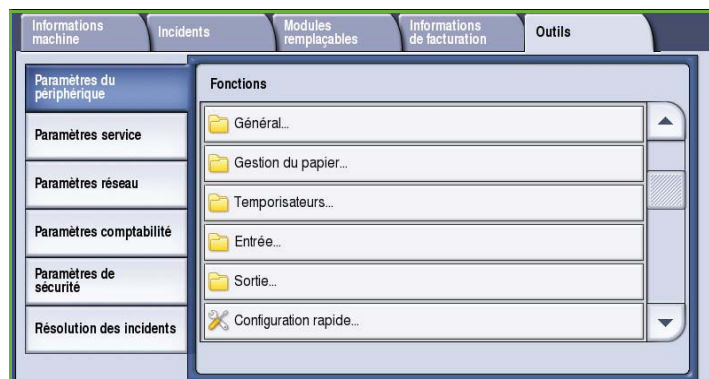 Informations
machine
Incidents
Modules
remplaçables
Informations
de facturation
Outils
Paramètres du
périphérique
Paramètres service
Paramètres réseau
Paramètres comptabilité
Paramètres de
sécurité
Résolution des incidents
Fonctions
Général...
Gestion du papier...
Temporisateurs...
Entrée...
Sortie...
Configuration rapide...